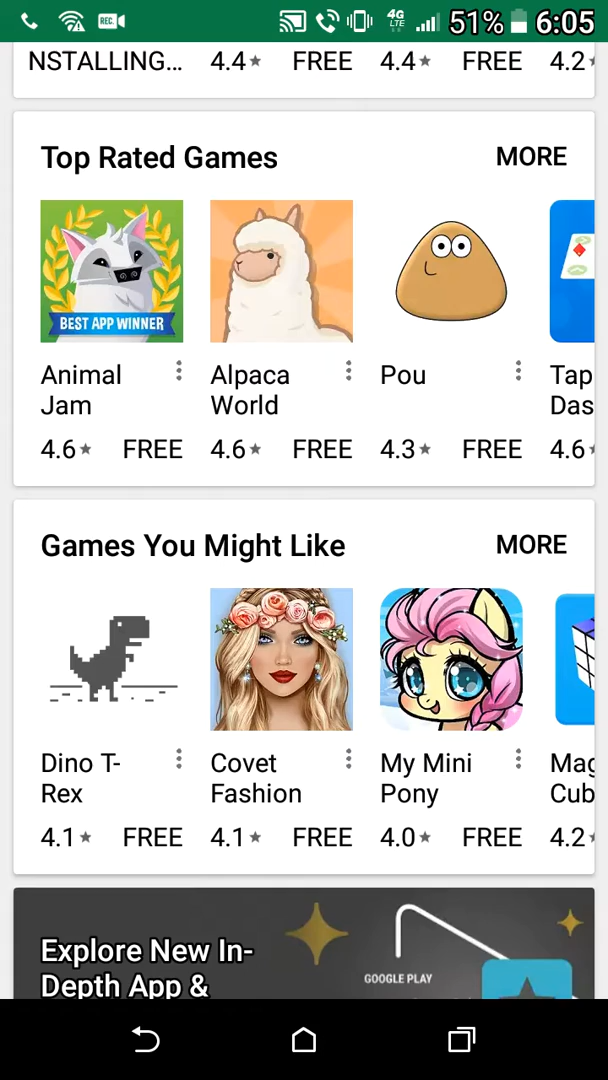 REC 4G LTE 51% 6:05
NSTALLING... 4.4★ FREE 4.4★ FREE 4.2
Top Rated Games MORE
BEST APP WINNER
Animal Jam
Alpaca World
Pou
Tap
Das
4.6★ FREE 4.6★ FREE 4.3★ FREE 4.6★
Games You Might Like MORE
Dino T-
Rex
Covet
Fashion
My Mini
Pony
Mag
Cub
4.1★ FREE 4.1★ FREE 4.0★ FREE 4.2★
Explore New In-
Depth App &
GOOGLE PLAY